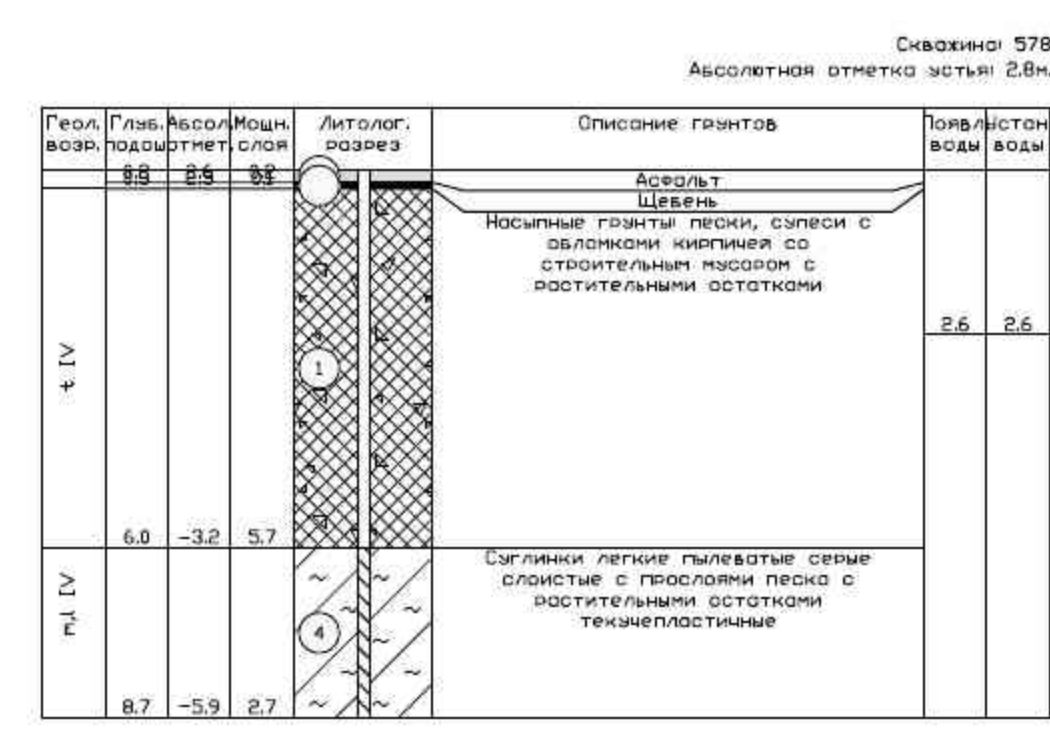 Скважина: 578
Абсолютная отметка устья: 2.8м.
Геол. Глуб. Абсол. Мощн. Литолог. Описание грунтов Появл Устан
возр. подош отмет. слоя разрез воды воды
Асфальт
Щебень
Насыпные грунты: пески, супеси с
обломками кирпичей со
строительным мусором с
растительными остатками
2.6 2.6
t IV
1
6.0 -3.2 5.7
Суглинки легкие пылеватые серые
слоистые с прослоями песка с
растительными остатками
текучепластичные
m,l IV
4
8.7 -5.9 2.7